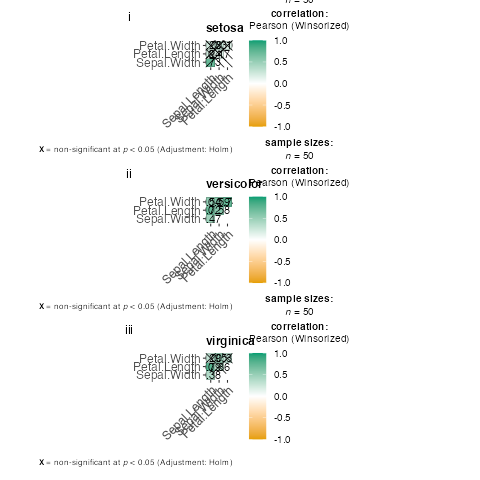 n = 50
i
correlation:
setosa
Pearson (Winsorized)
1.0
Petal.Width
Petal.Length
0.5
Sepal.Width
0.0
-0.5
-1.0
Sepal.Length
Sepal.Width
Petal.Length
sample sizes:
X = non-significant at p < 0.05 (Adjustment: Holm)
n = 50
ii
correlation:
versicolor
Pearson (Winsorized)
1.0
Petal.Width
Petal.Length
0.5
Sepal.Width
.47
0.0
-0.5
-1.0
Sepal.Length
Sepal.Width
Petal.Length
sample sizes:
X = non-significant at p < 0.05 (Adjustment: Holm)
n = 50
iii
correlation:
virginica
Pearson (Winsorized)
1.0
Petal.Width
Petal.Length
0.5
Sepal.Width
.38
0.0
-0.5
-1.0
Sepal.Length
Sepal.Width
Petal.Length
X = non-significant at p < 0.05 (Adjustment: Holm)